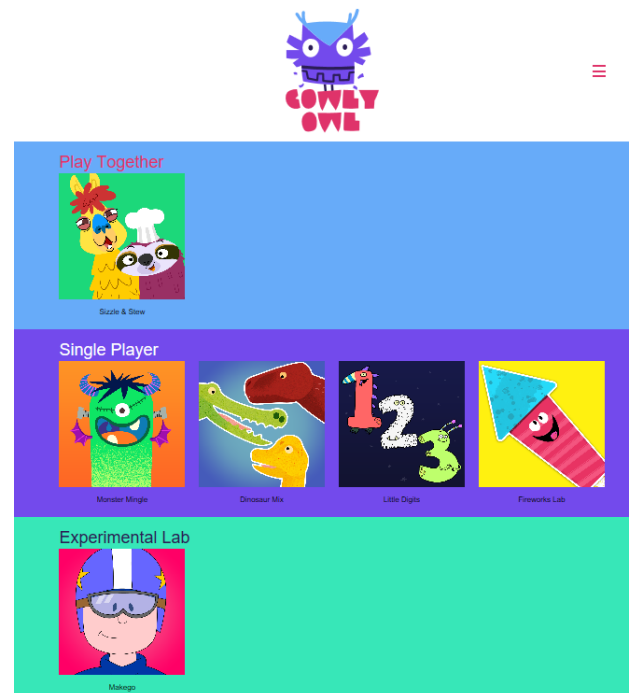 COWLY
OWL
Play Together
Sizzle & Stew
Single Player
123
Monster Mingle
Dinosaur Mix
Little Digits
Fireworks Lab
Experimental Lab
Makego